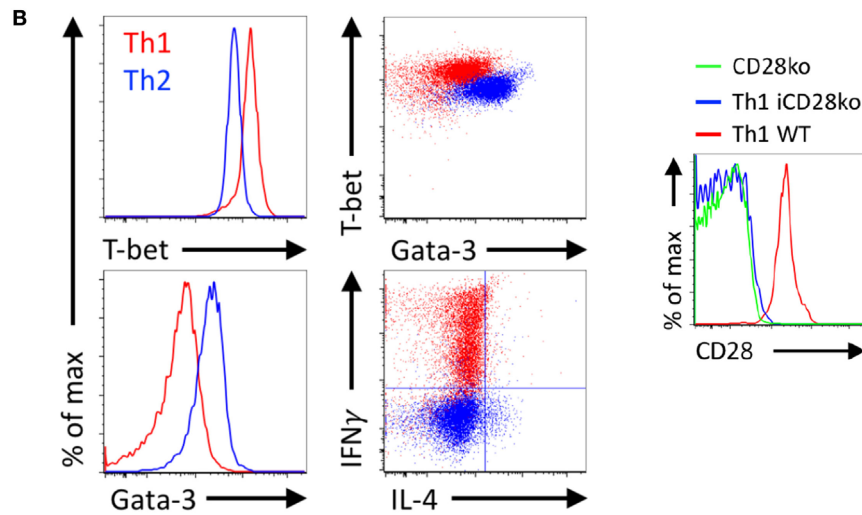 B
Th1
Th2
T-bet
% of max
Gata-3
T-bet
Gata-3
IFNγ
IL-4
CD28ko
Th1 iCD28ko
Th1 WT
% of max
CD28